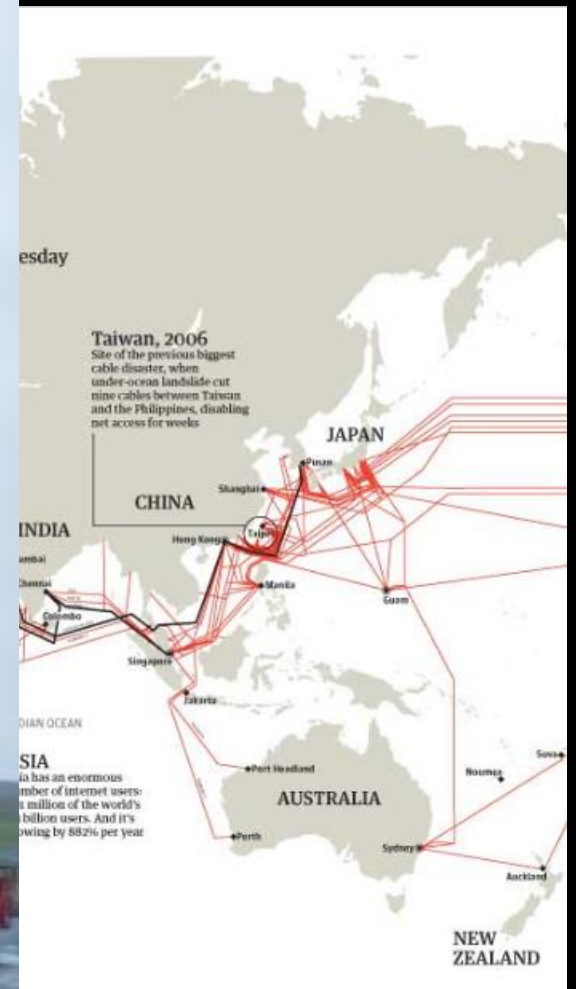 esday
Taiwan, 2006
Site of the previous biggest
cable disaster, when
under-ocean landslide cut
nine cables between Taiwan
and the Philippines, disabling
net access for weeks
JAPAN
Pusan
Shanghai
CHINA
Taipei
INDIA
Hong Kong
umbai
Chennai
Manila
Colombo
Guam
Singapore
Jakarta
DIAN OCEAN
Suva
SIA
Port Headland
Noumea
ia has an enormous
mber of internet users:
million of the world's
billion users. And it's
owing by 882% per year
AUSTRALIA
Perth
Sydney
Auckland
NEW
ZEALAND